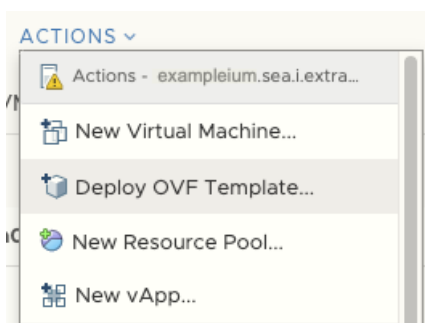 ACTIONS
Actions - exampleium.sea.i.extra...
New Virtual Machine...
Deploy OVF Template...
New Resource Pool...
New vApp...